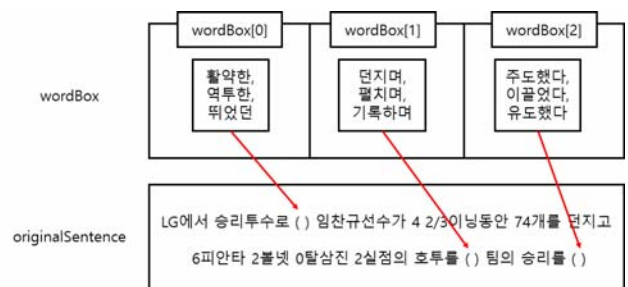 wordBox[0] wordBox[1] wordBox[2]
wordBox
활약한,
역투한,
뛰었던
던지며,
펼치며,
기록하며
주도했다,
이끌었다,
유도했다
originalSentence
LG에서 승리투수로 ( ) 임찬규선수가 4 2/3이닝동안 74개를 던지고
6피안타 2볼넷 0탈삼진 2실점의 호투를 ( ) 팀의 승리를 ( )